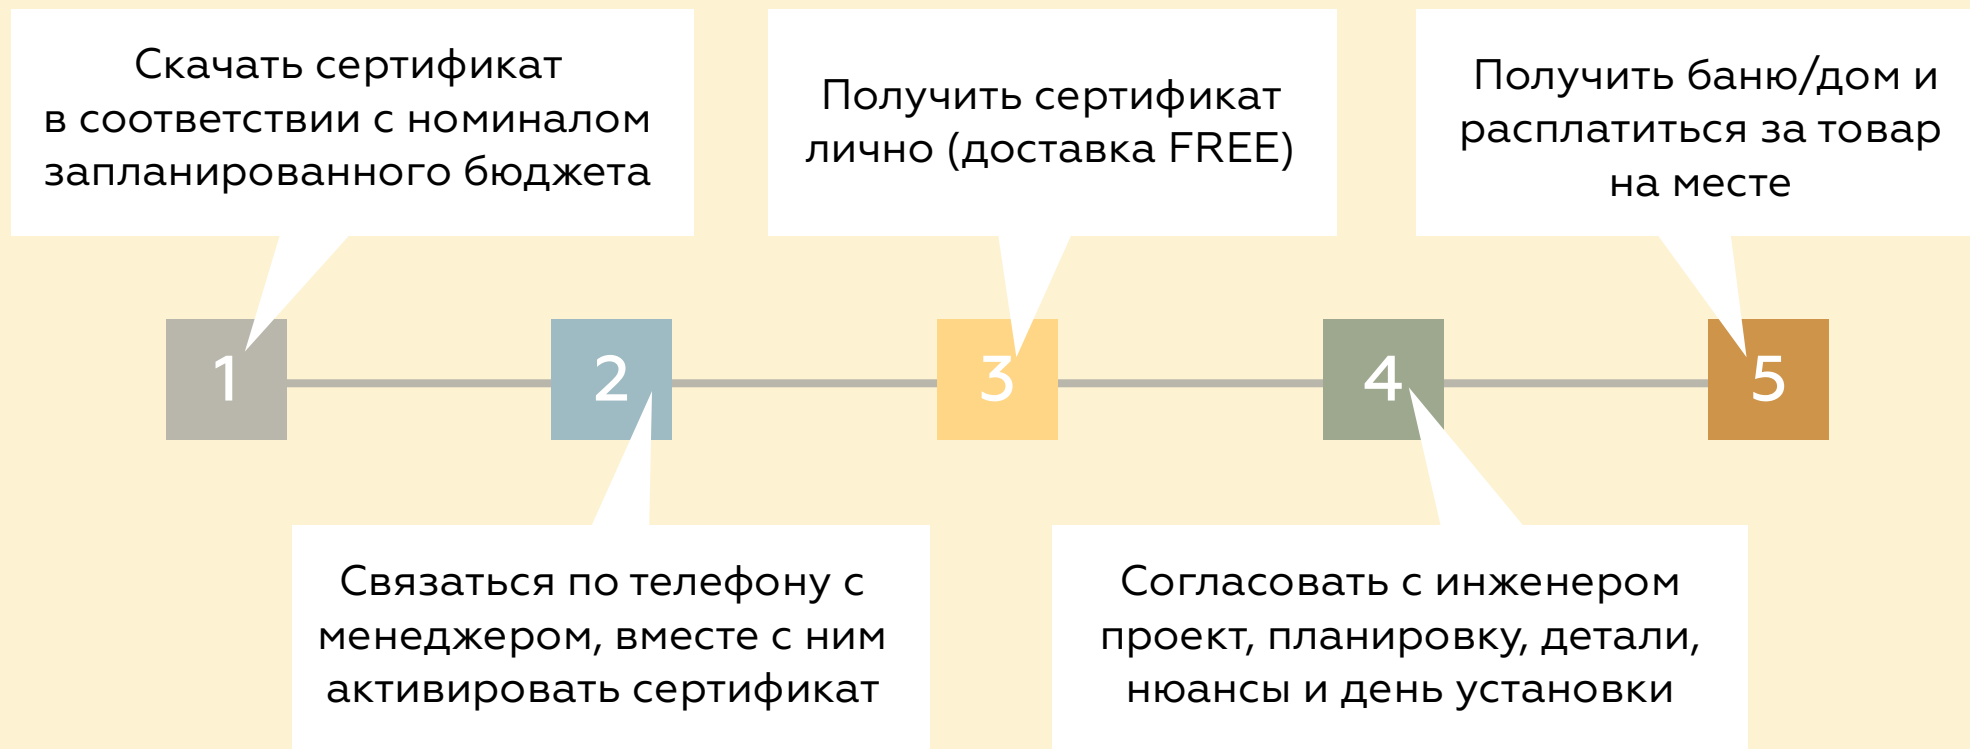 Скачать сертификат
в соответствии с номиналом
запланированного бюджета
Получить сертификат
лично (доставка FREE)
Получить баню/дом и
расплатиться за товар
на месте
1
2
3
4
5
Связаться по телефону с
менеджером, вместе с ним
активировать сертификат
Согласовать с инженером
проект, планировку, детали,
нюансы и день установки